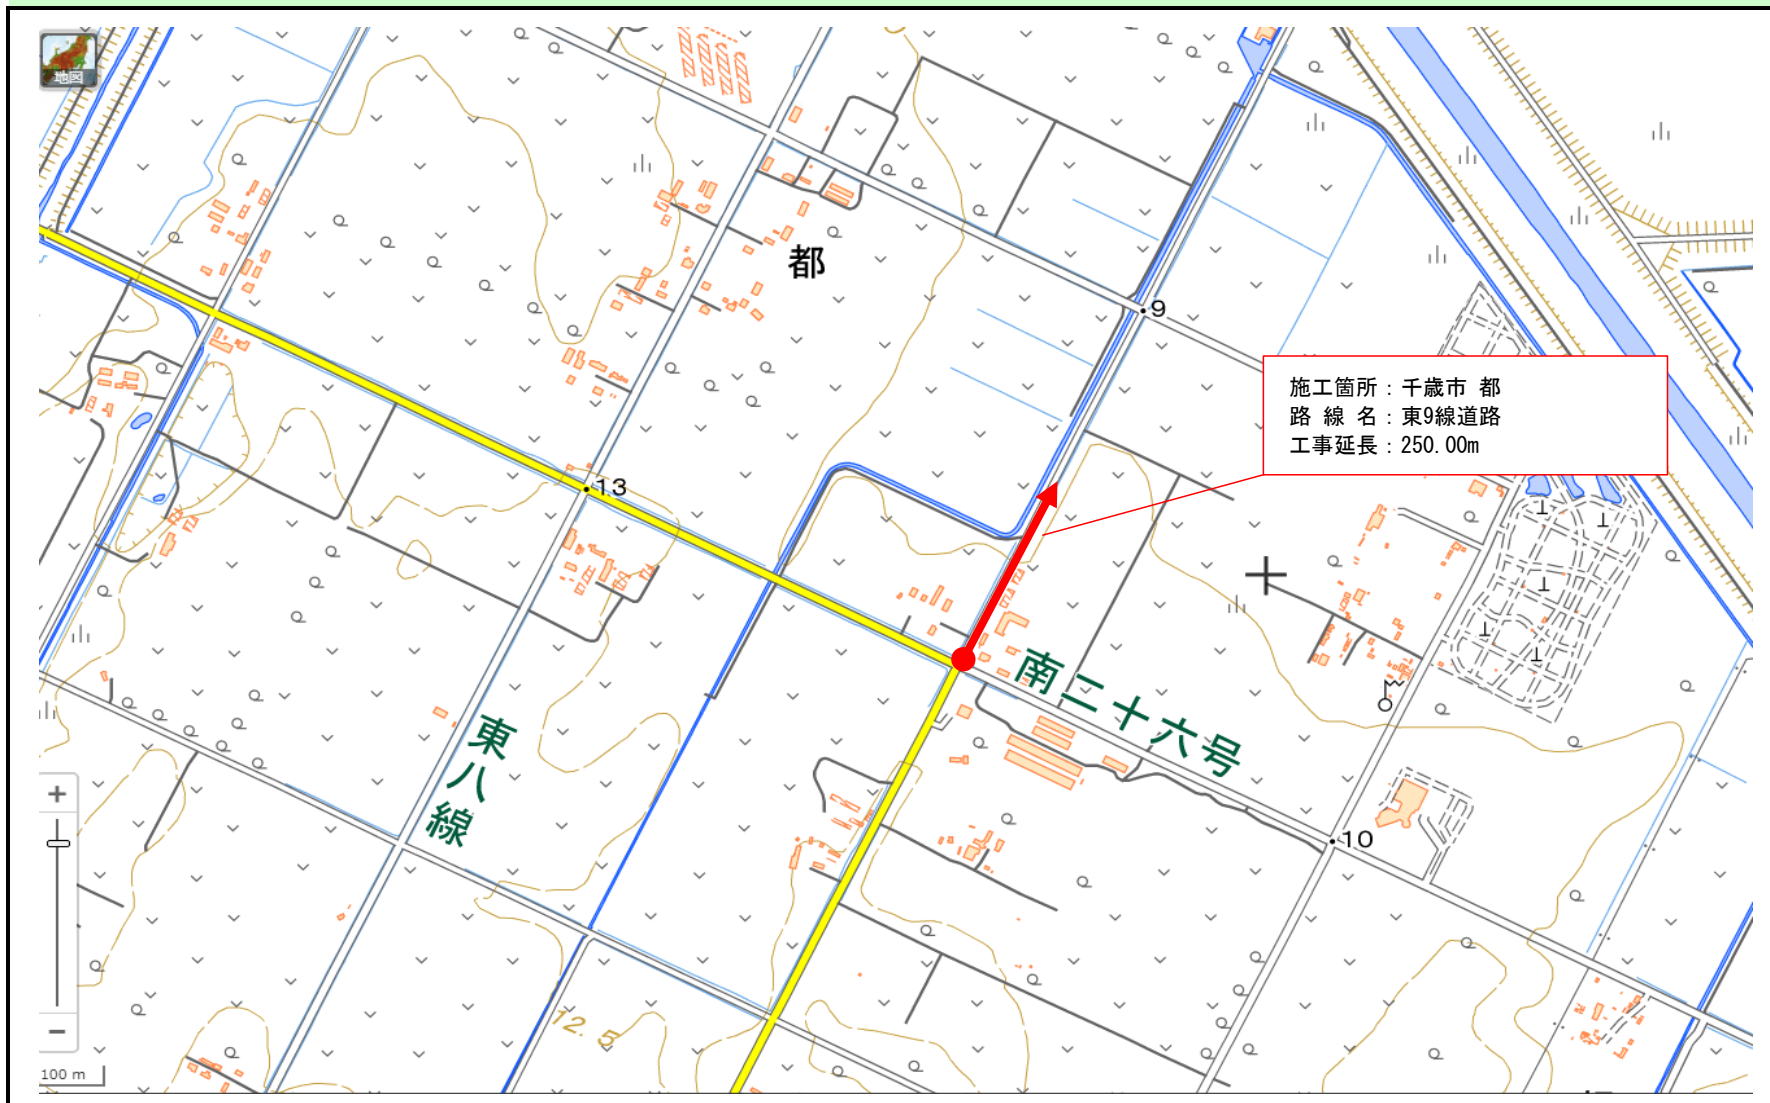 地図
都
9
施工箇所：千歳市 都
路 線 名：東9線道路
工事延長：250.00m
13
南二十六号
東八線
10
12.5
100 m